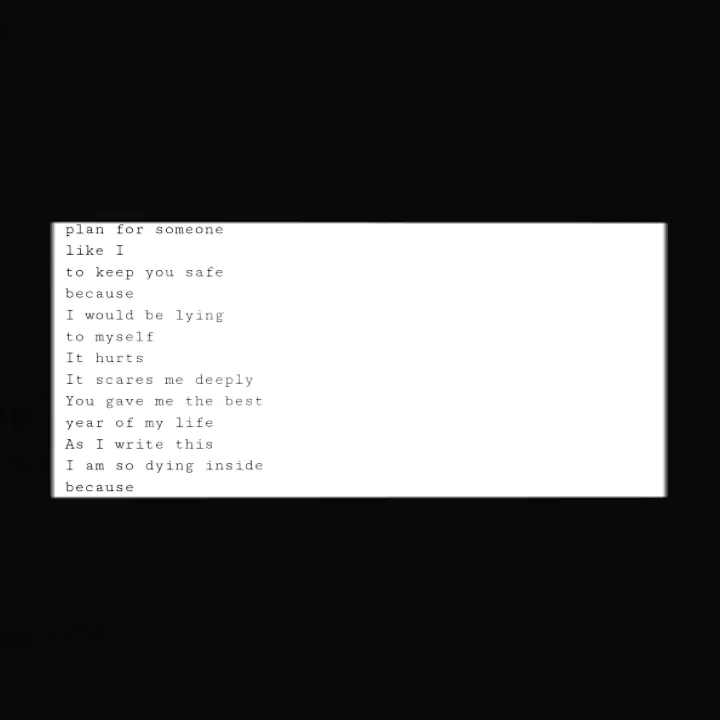 plan for someone
like I
to keep you safe
because
I would be lying
to myself
It hurts
It scares me deeply
You gave me the best
year of my life
As I write this
I am so dying inside
because